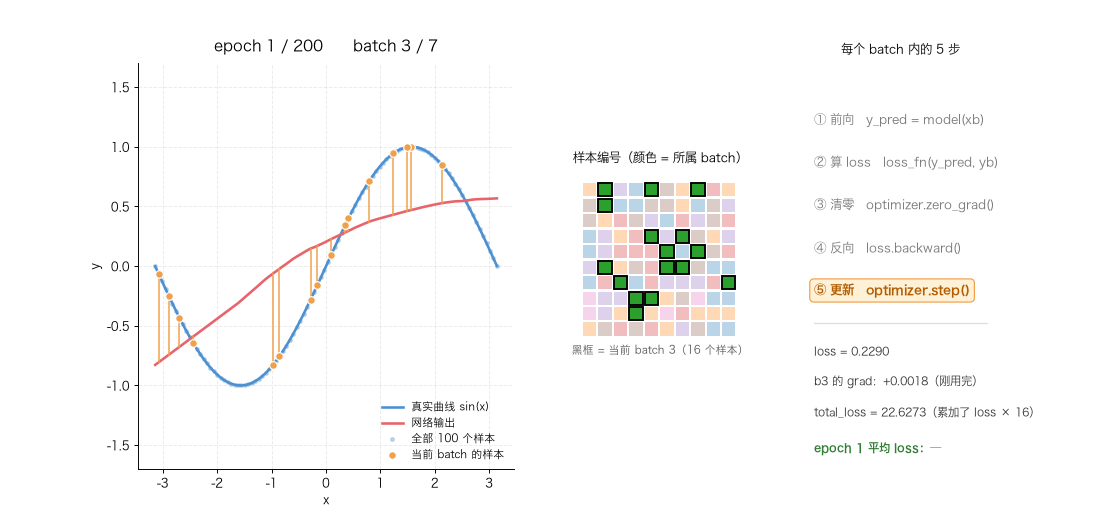 epoch 1 / 200 batch 3 / 7
1.5
1.0
0.5
0.0
-0.5
-1.0
-1.5
y
-3 -2 -1 0 1 2 3
x
真实曲线 sin(x)
网络输出
全部 100 个样本
当前 batch 的样本
样本编号（颜色 = 所属 batch）
黑框 = 当前 batch 3（16 个样本）
每个 batch 内的 5 步
① 前向 y_pred = model(xb)
② 算 loss loss_fn(y_pred, yb)
③ 清零 optimizer.zero_grad()
④ 反向 loss.backward()
⑤ 更新 optimizer.step()
loss = 0.2290
b3 的 grad：+0.0018（刚用完）
total_loss = 22.6273（累加了 loss × 16）
epoch 1 平均 loss：—